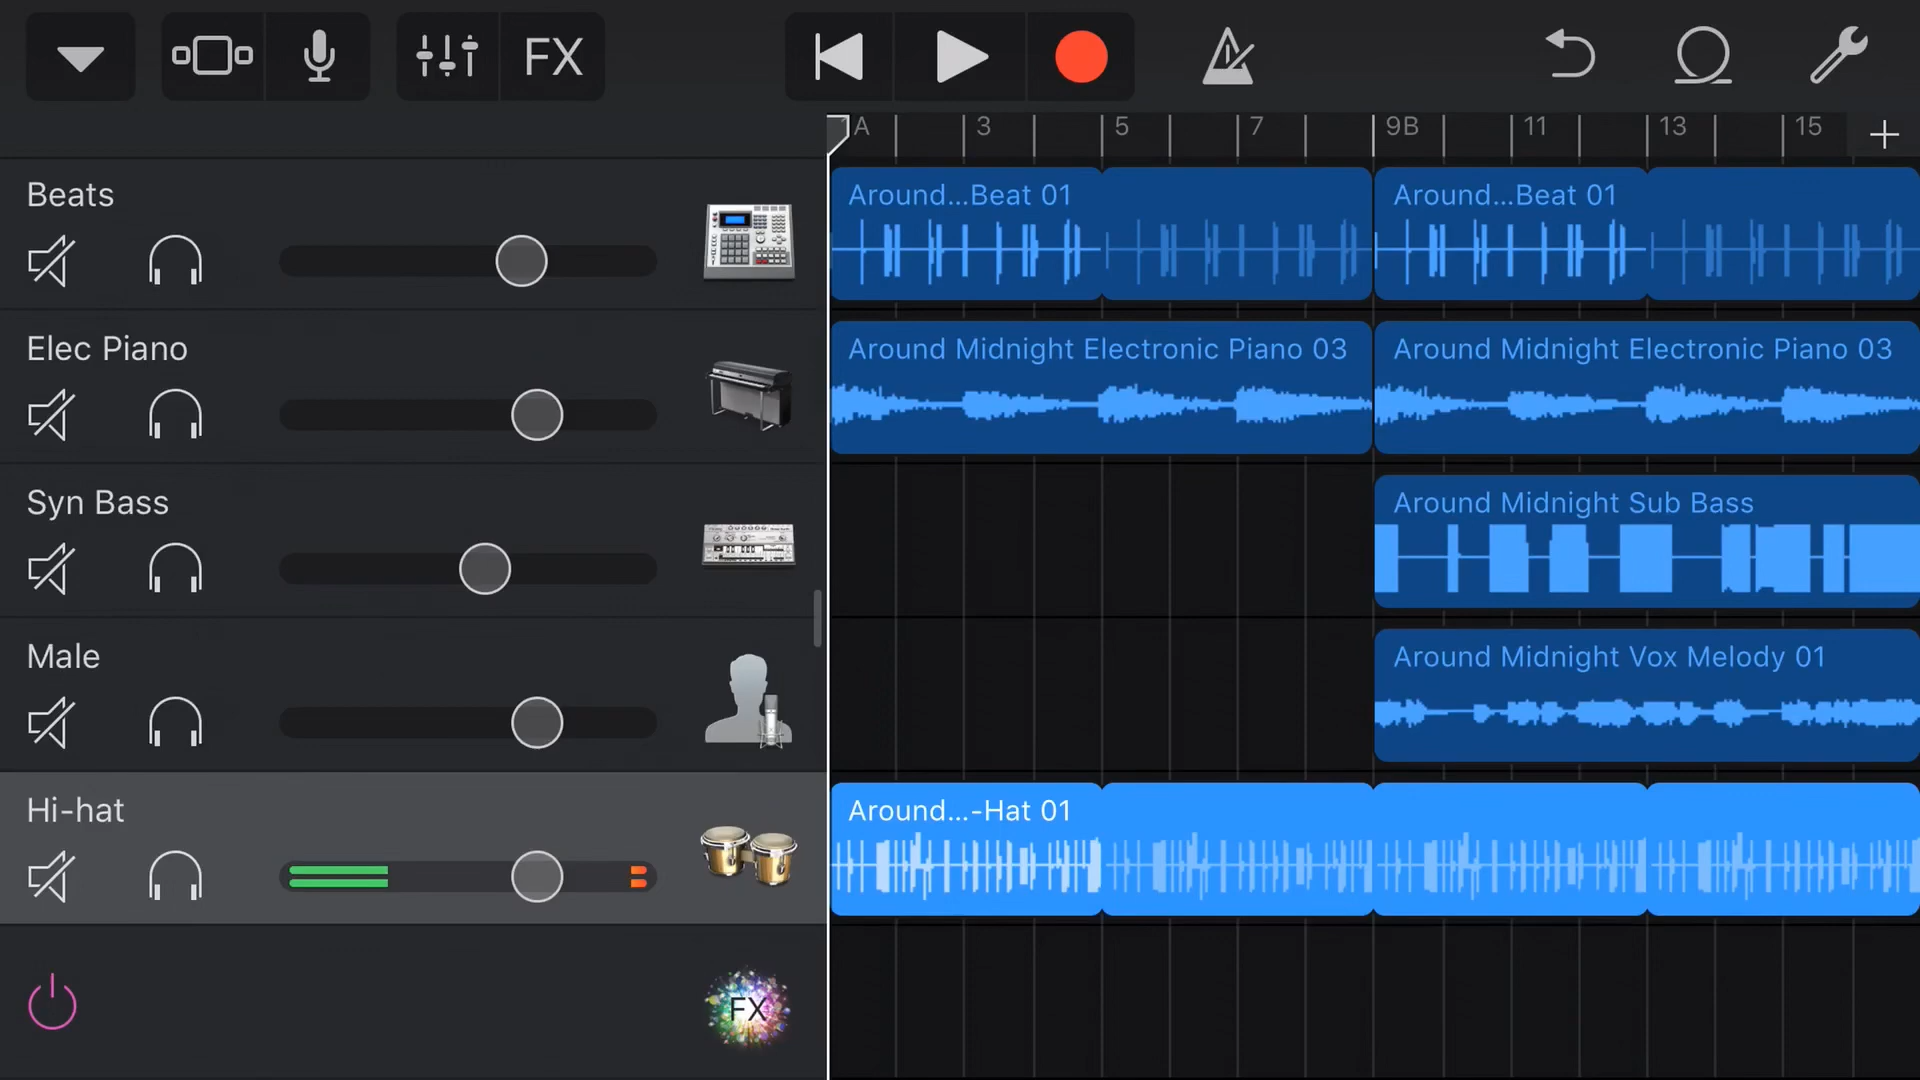 FX
A 3 5 7 9B 11 13 15
Beats
Around...Beat 01
Around...Beat 01
Elec Piano
Around Midnight Electronic Piano 03
Around Midnight Electronic Piano 03
Syn Bass
Around Midnight Sub Bass
Male
Around Midnight Vox Melody 01
Hi-hat
Around...-Hat 01
FX